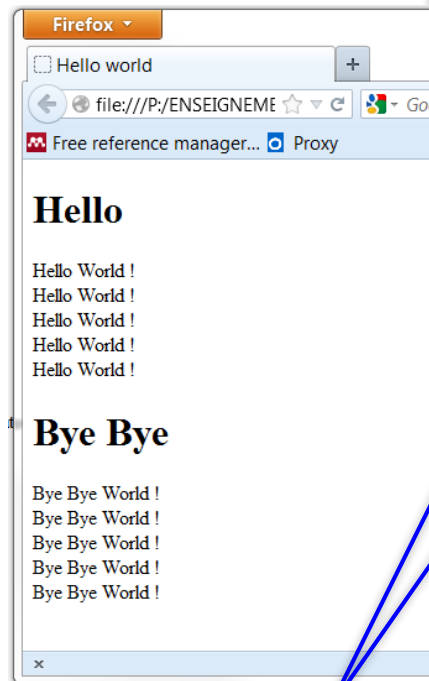 Firefox
Hello world
+
file:///P:/ENSEIGNEME
Go
Free reference manager... Proxy
Hello
Hello World !
Hello World !
Hello World !
Hello World !
Hello World !
Bye Bye
Bye Bye World !
Bye Bye World !
Bye Bye World !
Bye Bye World !
Bye Bye World !
×